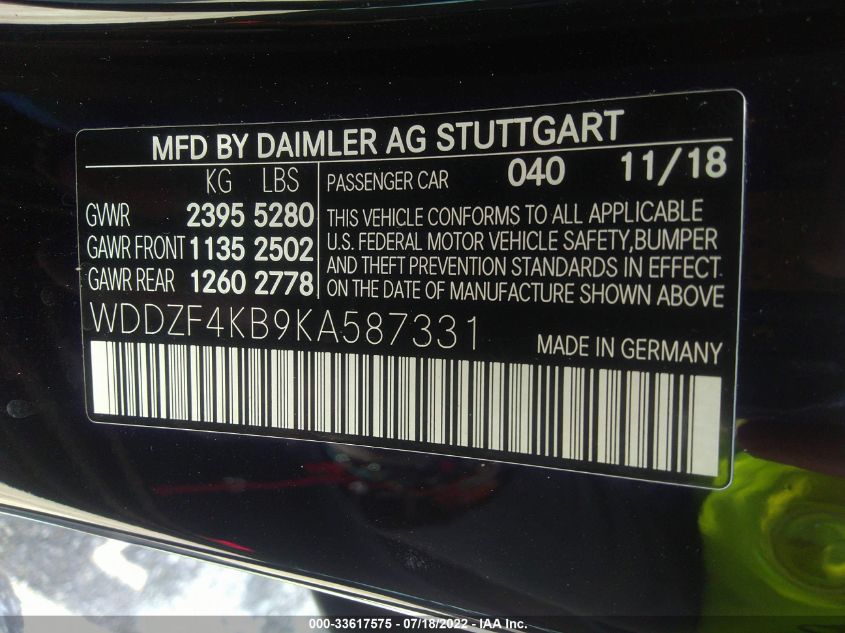 MFD BY DAIMLER AG STUTTGART
KG LBS
GVWR 2395 5280
GAWR FRONT 1135 2502
GAWR REAR 1260 2778
PASSENGER CAR 040 11/18
THIS VEHICLE CONFORMS TO ALL APPLICABLE
U.S. FEDERAL MOTOR VEHICLE SAFETY,BUMPER
AND THEFT PREVENTION STANDARDS IN EFFECT
ON THE DATE OF MANUFACTURE SHOWN ABOVE
WDDZF4KB9KA587331
MADE IN GERMANY
000-33617575 - 07/18/2022 - IAA Inc.